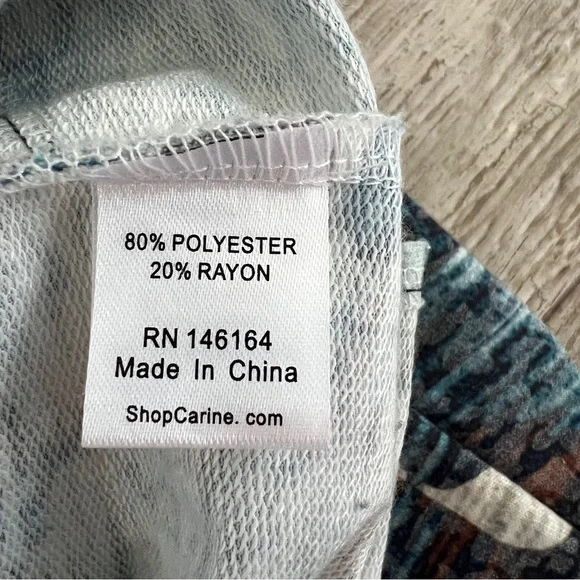 80% POLYESTER
20% RAYON
RN 146164
Made In China
ShopCarine. com